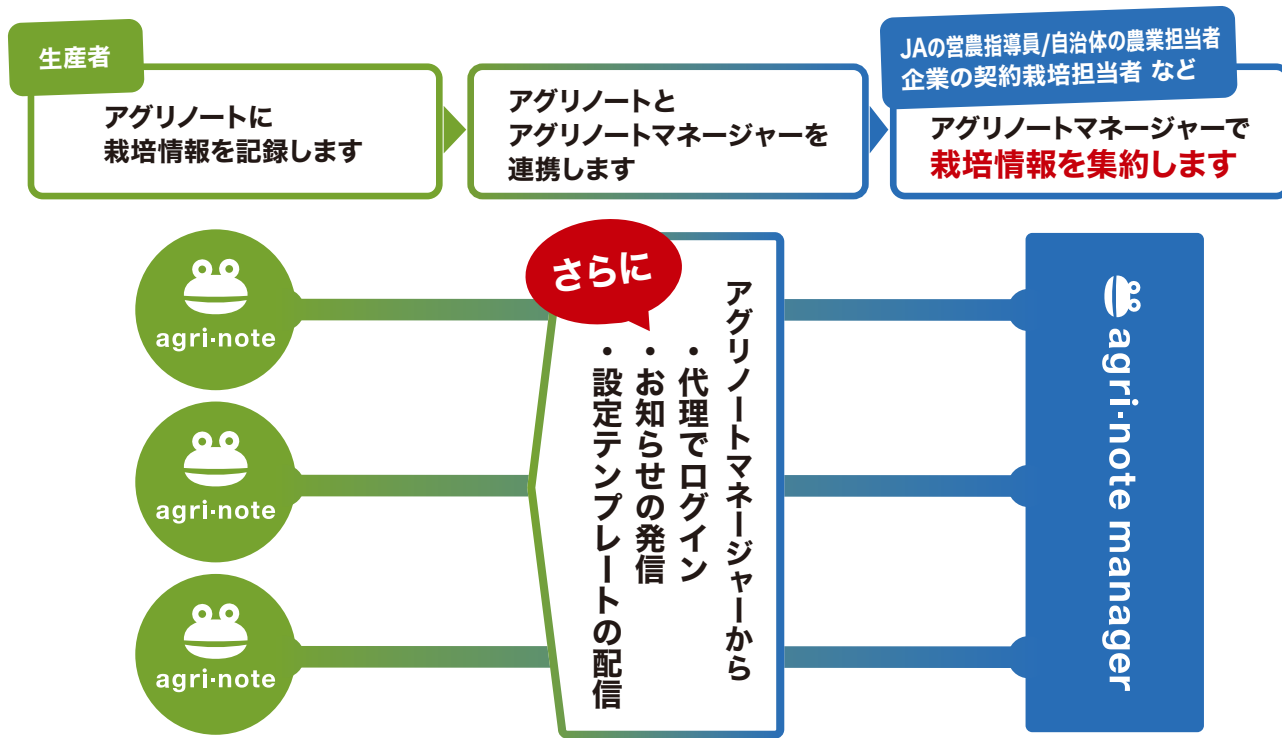 生産者
アグリノートに
栽培情報を記録します
アグリノートと
アグリノートマネージャーを
連携します
JAの営農指導員/自治体の農業担当者
企業の契約栽培担当者 など
アグリノートマネージャーで
栽培情報を集約します
agri-note
agri-note
agri-note
さらに
アグリノートマネージャーから
・代理でログイン
・お知らせの発信
・設定テンプレートの配信
agri-note manager